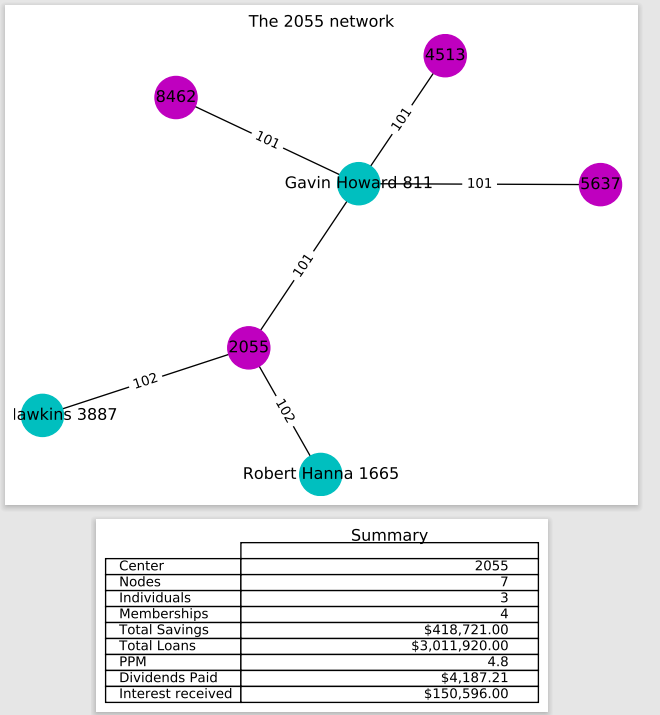 The 2055 network
4513
8462
101
101
Gavin Howard 811
101
5637
101
2055
102
102
lawkins 3887
Robert Hanna 1665
Summary
Center 2055
Nodes 7
Individuals 3
Memberships 4
Total Savings $418,721.00
Total Loans $3,011,920.00
PPM 4.8
Dividends Paid $4,187.21
Interest received $150,596.00